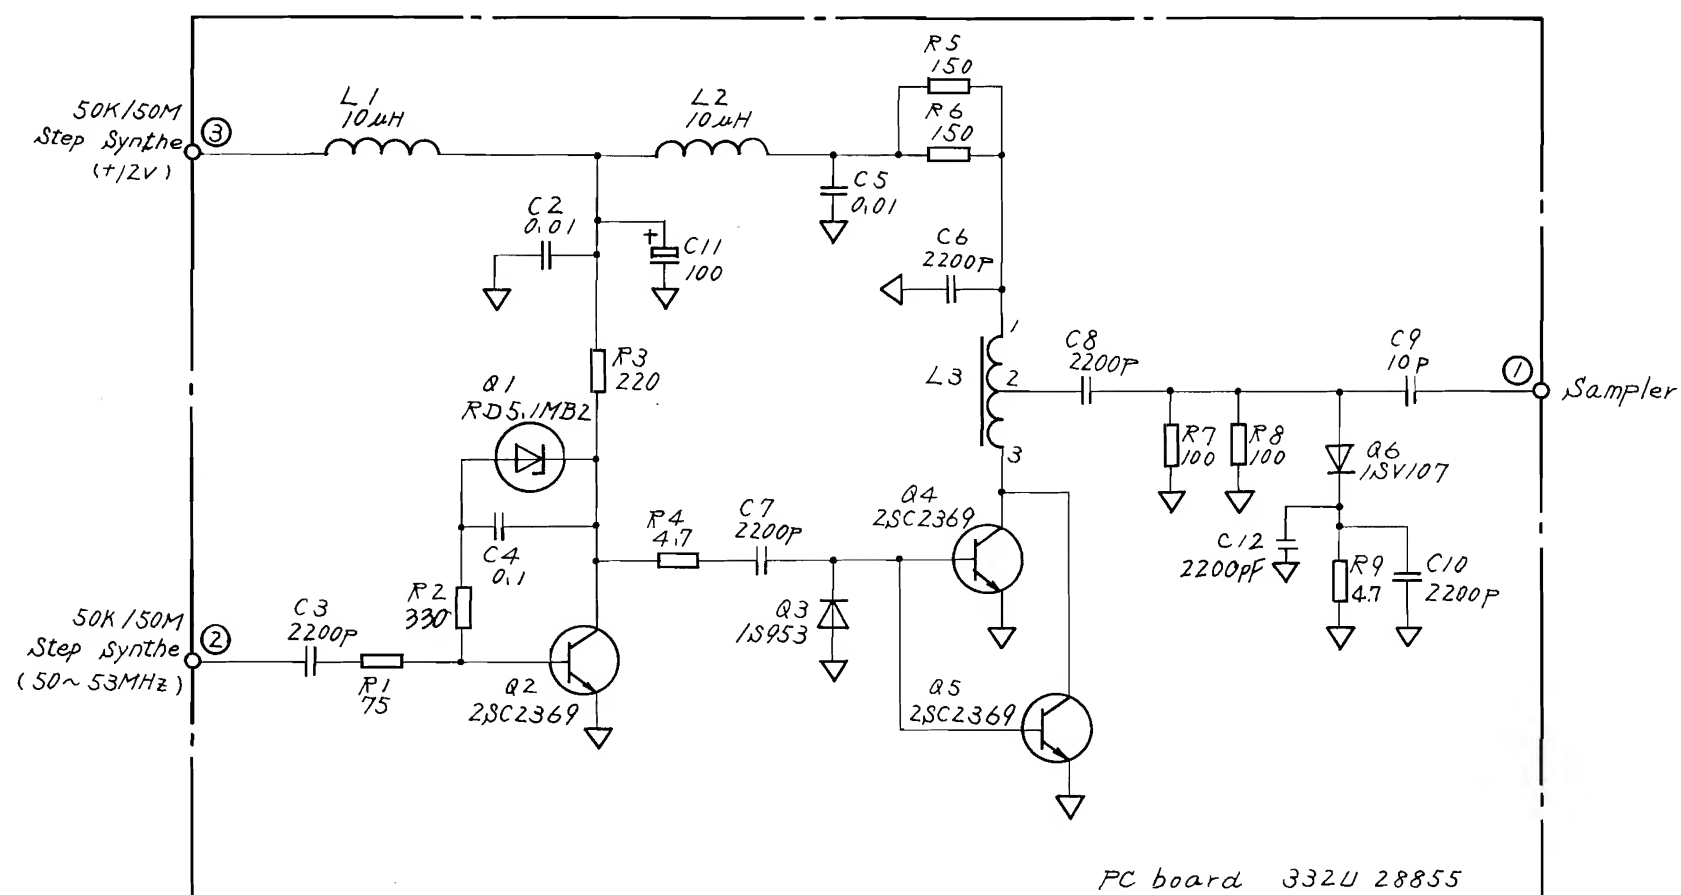 R5
150
R6
150
50K/50M
Step Synthe
(+12V)
3
L1
10μH
L2
10μH
C5
0.01
C2
0.01
+
C11
100
C6
2200P
R3
220
Q1
RD5.1MB2
1
L3
2
3
C8
2200P
C9
10P
1
Sampler
R7
100
R8
100
Q6
1SV107
C4
0.1
R4
4.7
C7
2200P
Q4
2SC2369
C12
2200pF
R9
4.7
C10
2200P
R2
330
Q3
1S953
50K/50M
Step Synthe
(50~53MHz)
2
C3
2200P
R1
75
Q2
2SC2369
Q5
2SC2369
PC board 332U 28855